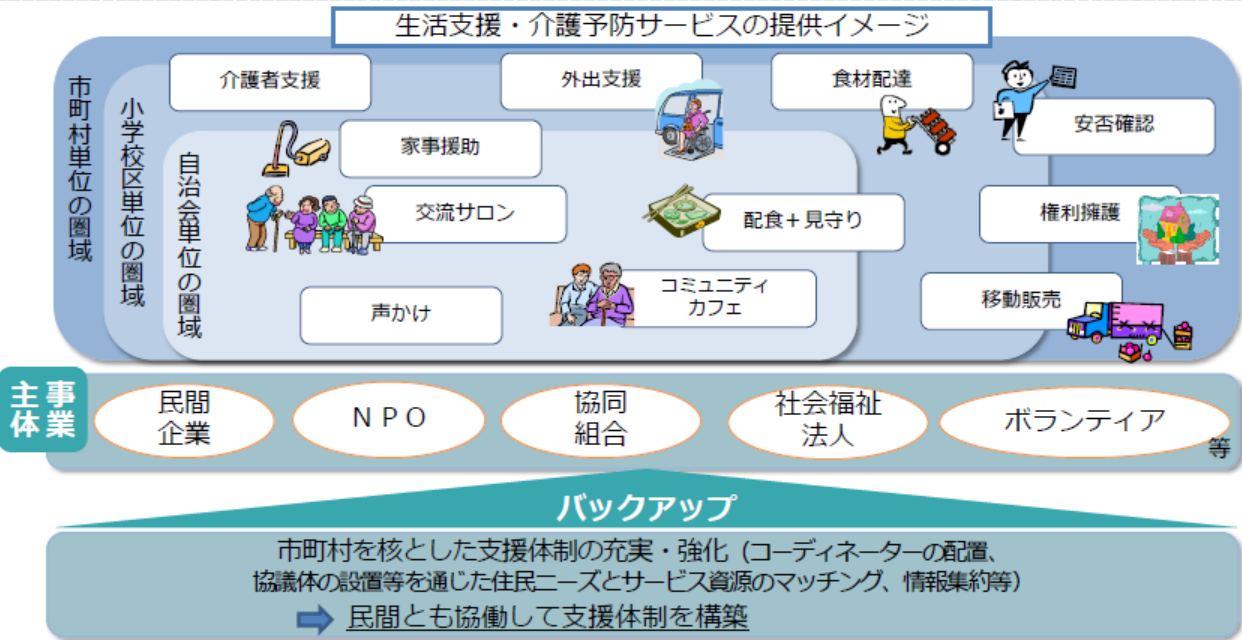 生活支援・介護予防サービスの提供イメージ
市町村単位の圏域
小学校区単位の圏域
自治会単位の圏域
介護者支援
外出支援
食材配達
安否確認
家事援助
交流サロン
配食＋見守り
権利擁護
声かけ
コミュニティ
カフェ
移動販売
事業
主体
民間
企業
ＮＰＯ
協同
組合
社会福祉
法人
ボランティア
等
バックアップ
市町村を核とした支援体制の充実・強化（コーディネーターの配置、
協議体の設置等を通じた住民ニーズとサービス資源のマッチング、情報集約等）
民間とも協働して支援体制を構築